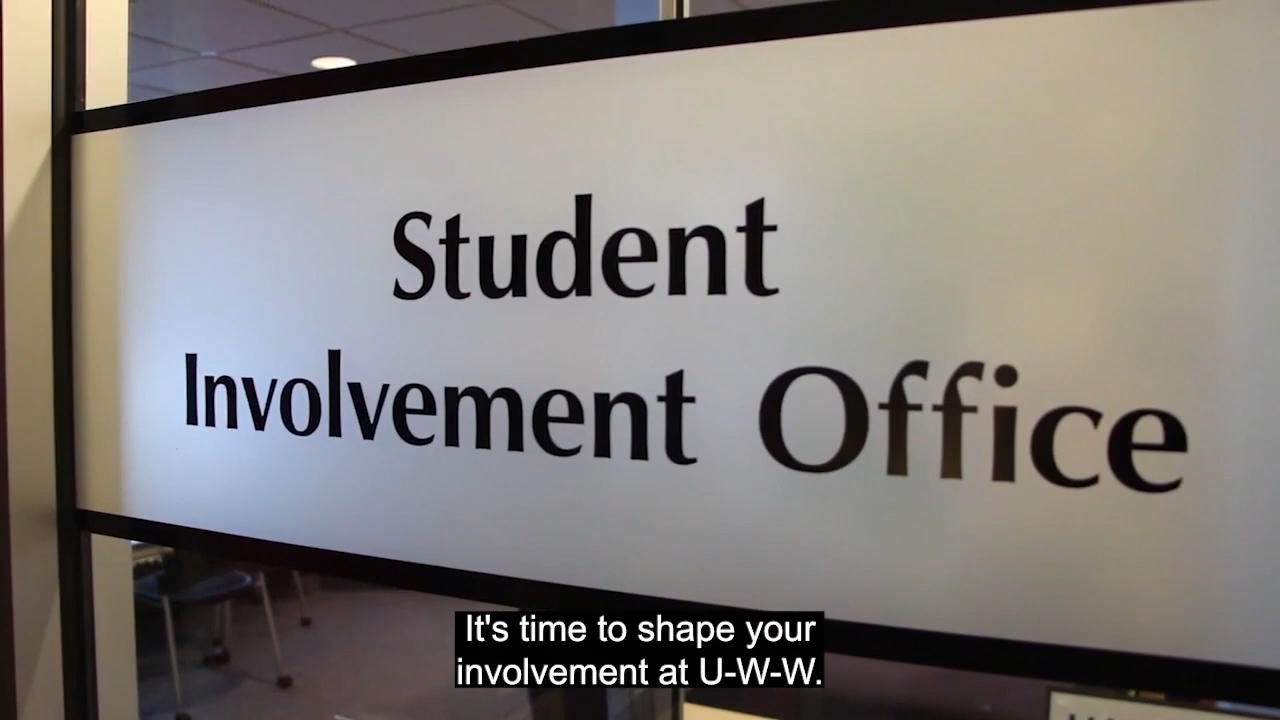 Student
Involvement Office
It's time to shape your
involvement at U-W-W.